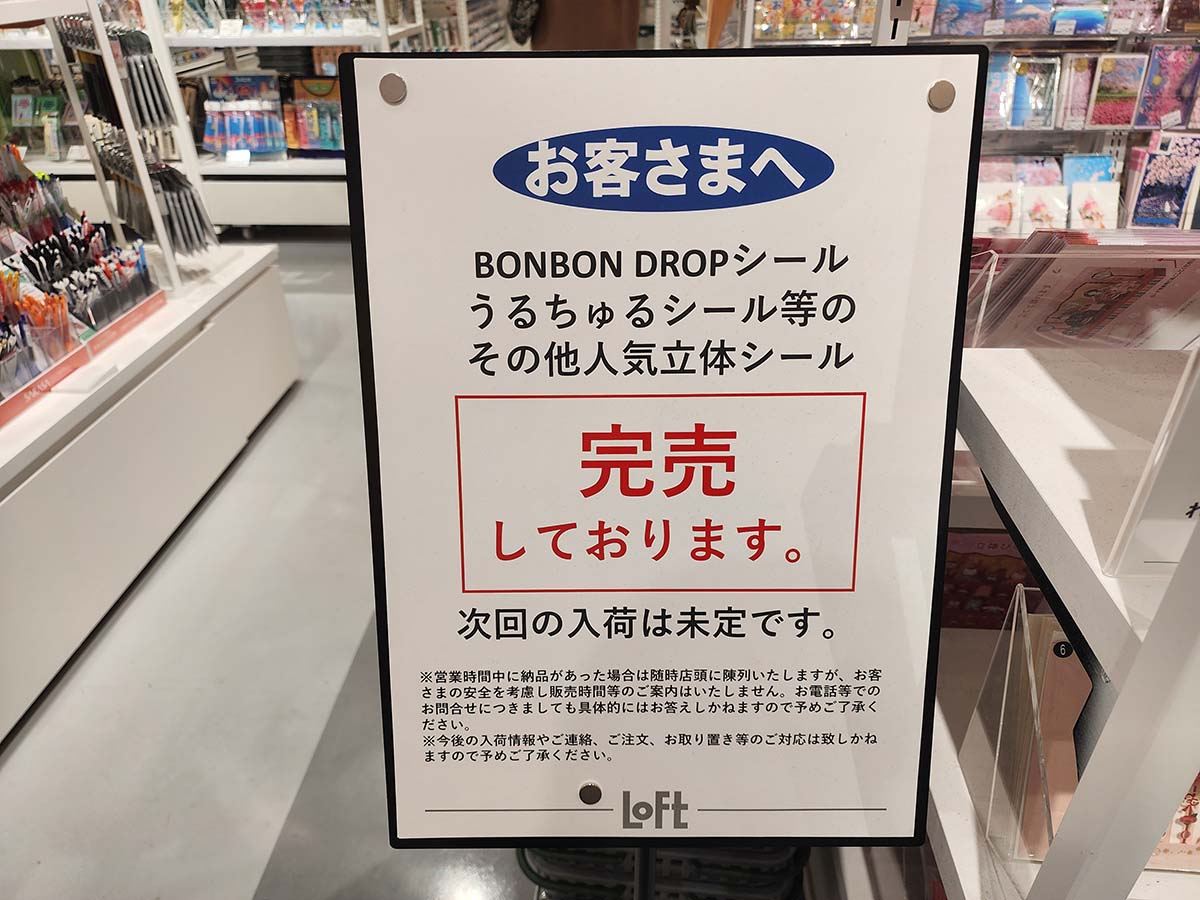 お客さまへ
BONBON DROPシール
うるちゅるシール等の
その他人気立体シール
完売
しております。
次回の入荷は未定です。
※営業時間中に納品があった場合は随時店頭に陳列いたしますが、お客
さまの安全を考慮し販売時間等のご案内はいたしません。お電話等での
お問合せにつきましても具体的にはお答えしかねますので予めご了承く
ださい。
※今後の入荷情報やご連絡、ご注文、お取り置き等のご対応は致しかね
ますので予めご了承ください。
LoFt
SAKASA
6